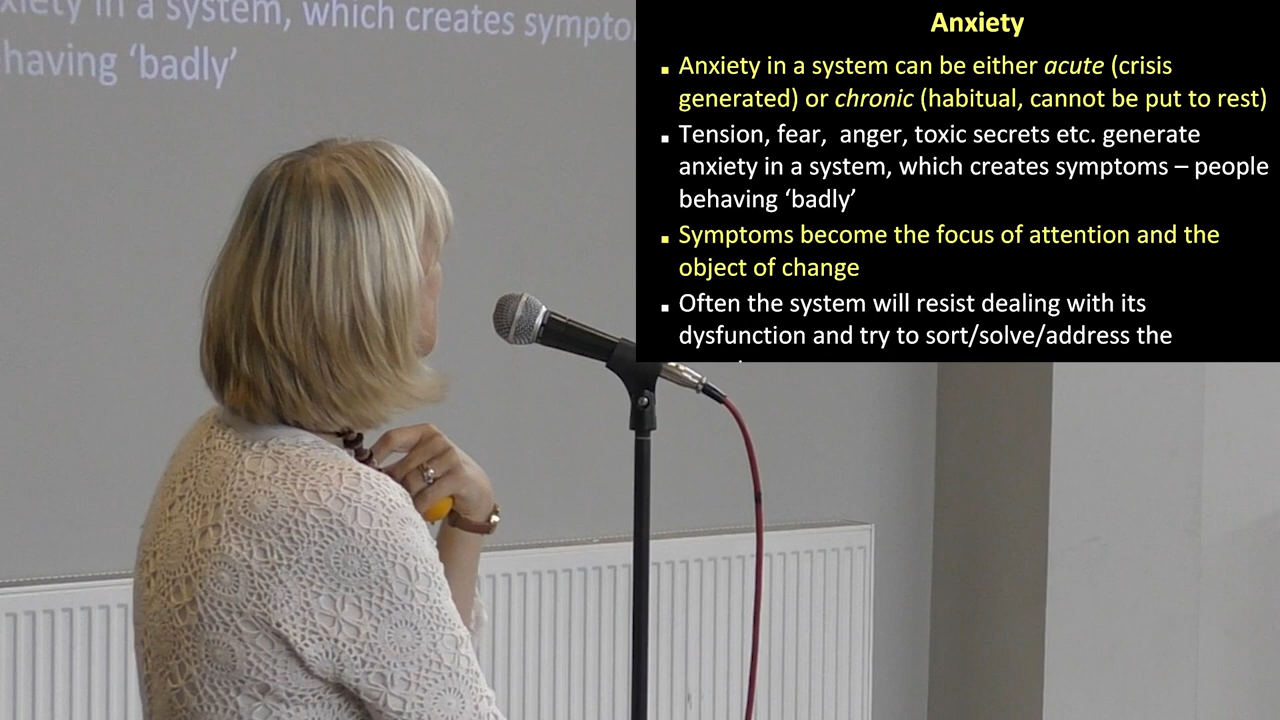 xiety in a system, which creates sympto
having ‘badly’
Anxiety
▪ Anxiety in a system can be either acute (crisis
generated) or chronic (habitual, cannot be put to rest)
▪ Tension, fear, anger, toxic secrets etc. generate
anxiety in a system, which creates symptoms – people
behaving ‘badly’
▪ Symptoms become the focus of attention and the
object of change
▪ Often the system will resist dealing with its
dysfunction and try to sort/solve/address the